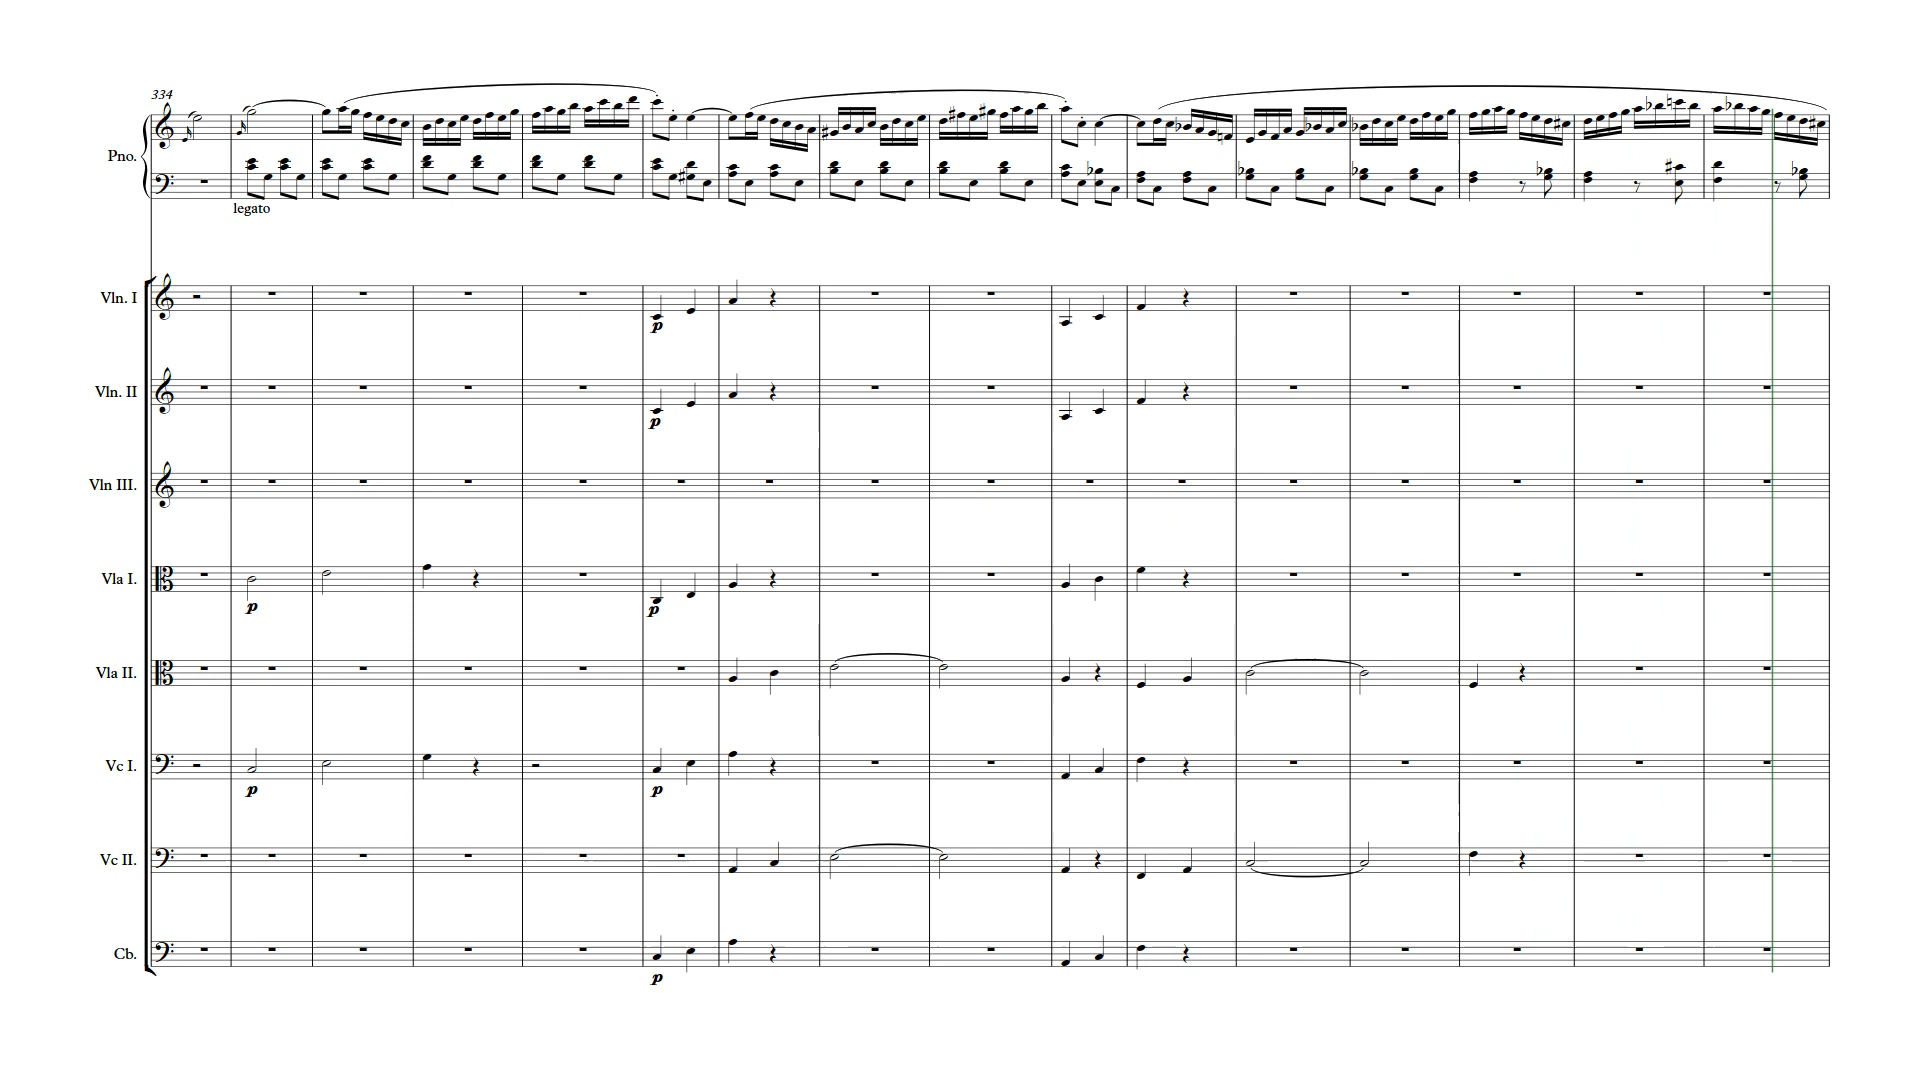 334
Pno.
legato
Vln. I
p
Vln. II
p
Vln III.
Vla I.
p
p
Vla II.
Vc I.
p
p
Vc II.
Cb.
p